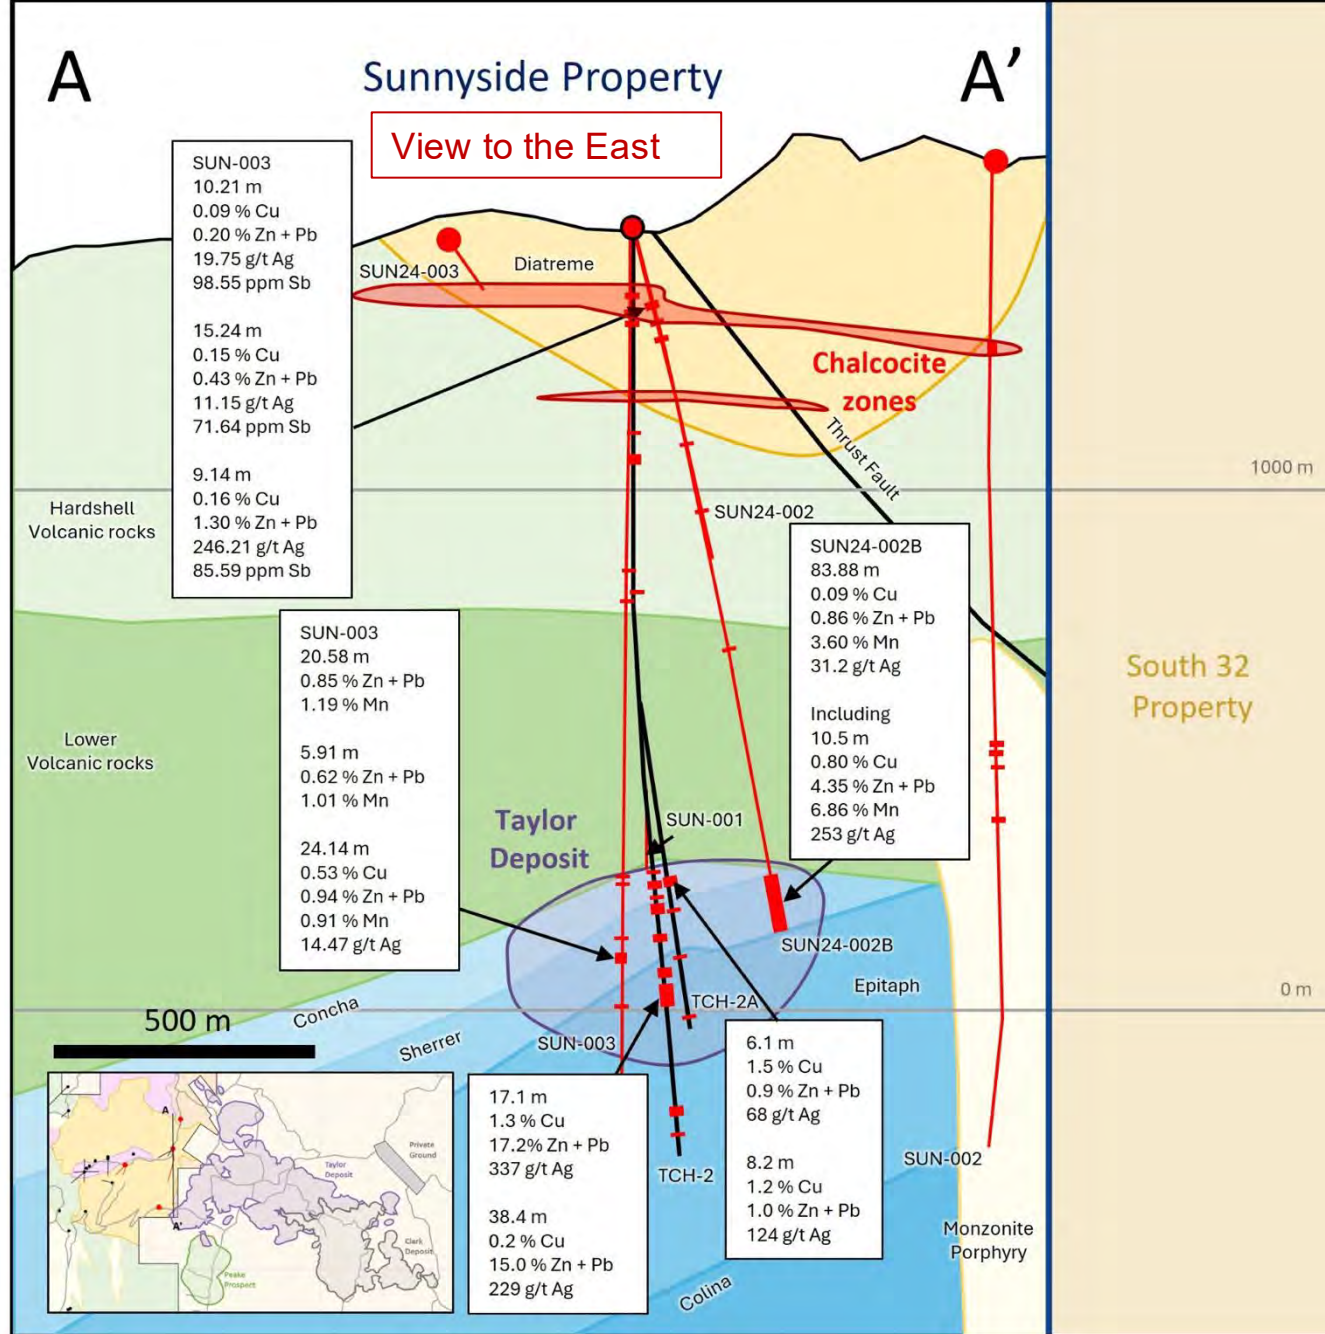 A
Sunnyside Property
A’
View to the East
SUN-003
10.21 m
0.09 % Cu
0.20 % Zn + Pb
19.75 g/t Ag
98.55 ppm Sb
15.24 m
0.15 % Cu
0.43 % Zn + Pb
11.15 g/t Ag
71.64 ppm Sb
9.14 m
0.16 % Cu
1.30 % Zn + Pb
246.21 g/t Ag
85.59 ppm Sb
SUN24-003
Diatreme
Chalcocite
zones
Thrust Fault
1000 m
Hardshell
Volcanic rocks
SUN24-002
SUN24-002B
83.88 m
0.09 % Cu
0.86 % Zn + Pb
3.60 % Mn
31.2 g/t Ag
Including
10.5 m
0.80 % Cu
4.35 % Zn + Pb
6.86 % Mn
253 g/t Ag
South 32
Property
SUN-003
20.58 m
0.85 % Zn + Pb
1.19 % Mn
5.91 m
0.62 % Zn + Pb
1.01 % Mn
24.14 m
0.53 % Cu
0.94 % Zn + Pb
0.91 % Mn
14.47 g/t Ag
Lower
Volcanic rocks
Taylor
Deposit
SUN-001
SUN24-002B
Epitaph
0 m
TCH-2A
Concha
500 m
Sherrer
SUN-003
6.1 m
1.5 % Cu
0.9 % Zn + Pb
68 g/t Ag
8.2 m
1.2 % Cu
1.0 % Zn + Pb
124 g/t Ag
17.1 m
1.3 % Cu
17.2% Zn + Pb
337 g/t Ag
38.4 m
0.2 % Cu
15.0 % Zn + Pb
229 g/t Ag
TCH-2
SUN-002
Monzonite
Porphyry
Colina
A
Private
Ground
Taylor
Deposit
A'
Clark
Deposit
Peake
Prospect